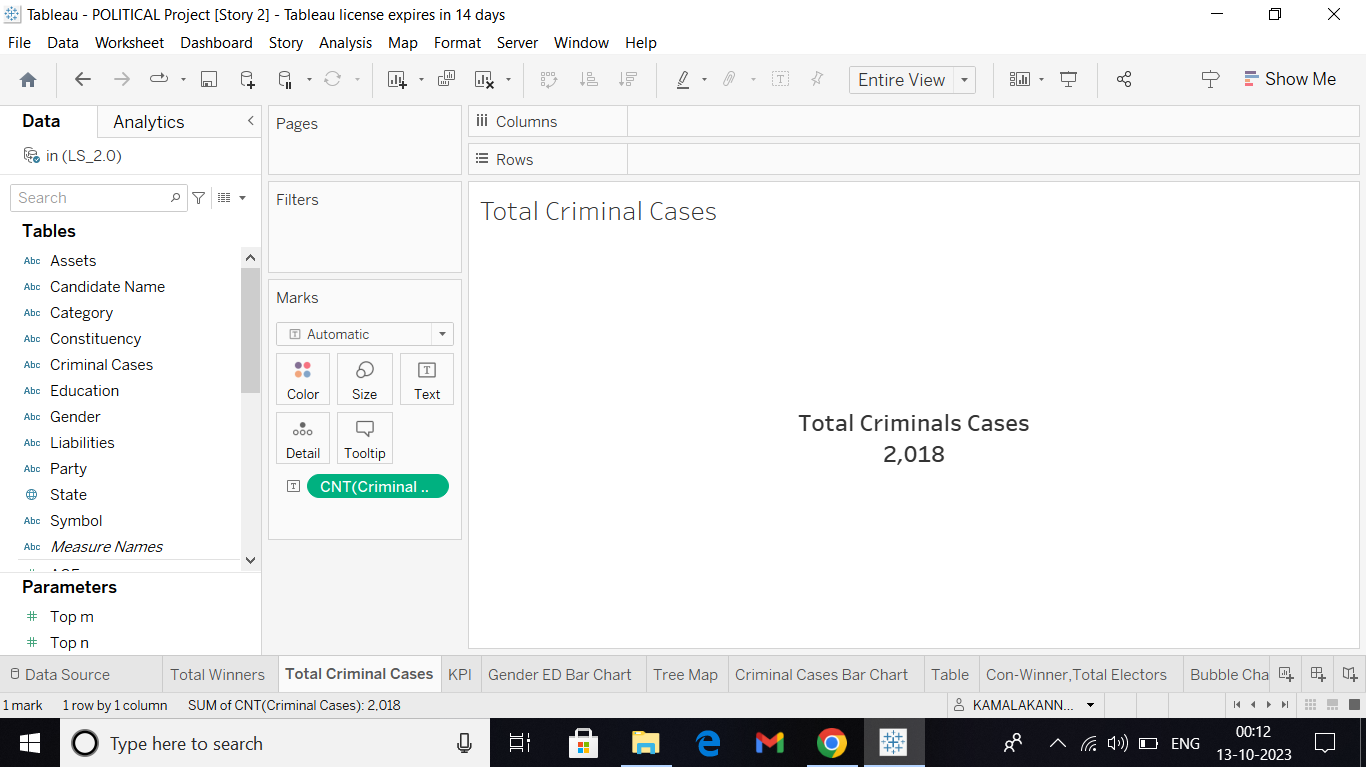 Tableau - POLITICAL Project [Story 2] - Tableau license expires in 14 days
File Data Worksheet Dashboard Story Analysis Map Format Server Window Help
Entire View
Show Me
Data Analytics
in (LS_2.0)
Search
Tables
Abc Assets
Abc Candidate Name
Abc Category
Abc Constituency
Abc Criminal Cases
Abc Education
Abc Gender
Abc Liabilities
Abc Party
State
Abc Symbol
Abc Measure Names
Parameters
# Top m
# Top n
Pages
Filters
Marks
T Automatic
Color Size Text
Detail Tooltip
T CNT(Criminal ..
Columns
Rows
Total Criminal Cases
Total Criminals Cases
2,018
Data Source Total Winners Total Criminal Cases KPI Gender ED Bar Chart Tree Map Criminal Cases Bar Chart Table Con-Winner,Total Electors Bubble Cha
1 mark 1 row by 1 column SUM of CNT(Criminal Cases): 2,018 KAMALAKANN...
Type here to search
ENG
00:12
13-10-2023